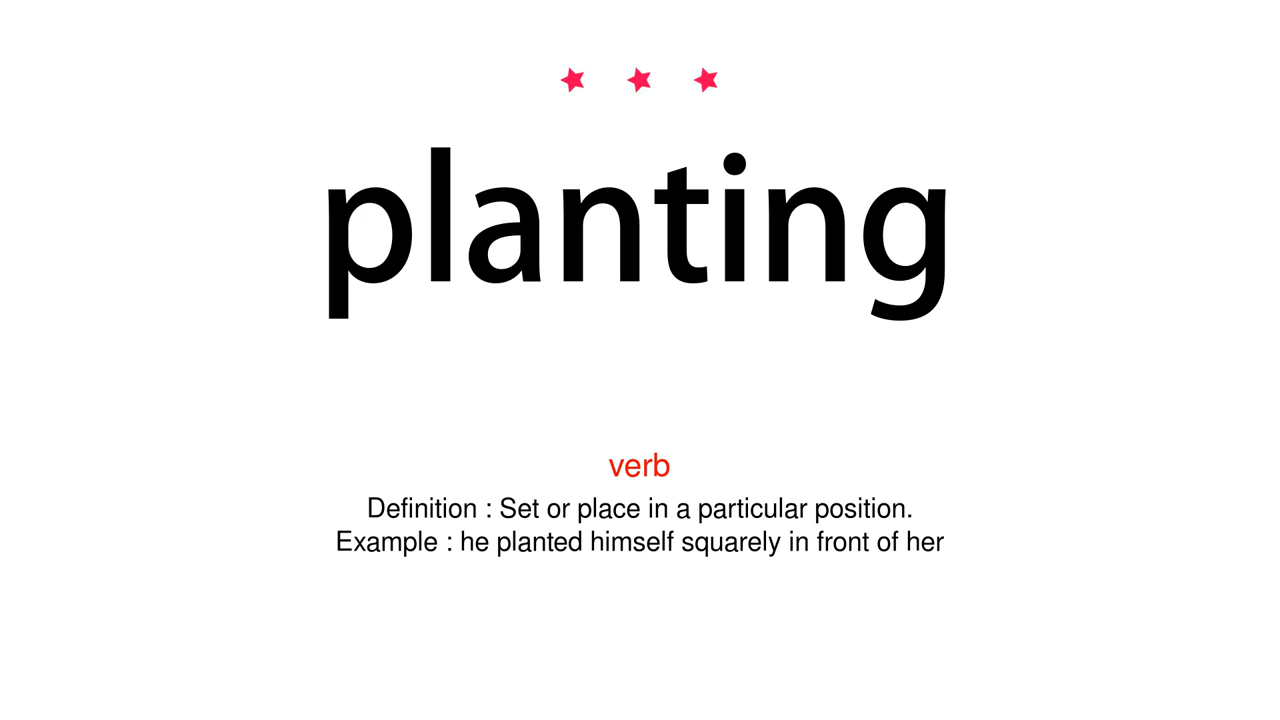 planting
verb
Definition : Set or place in a particular position.
Example : he planted himself squarely in front of her